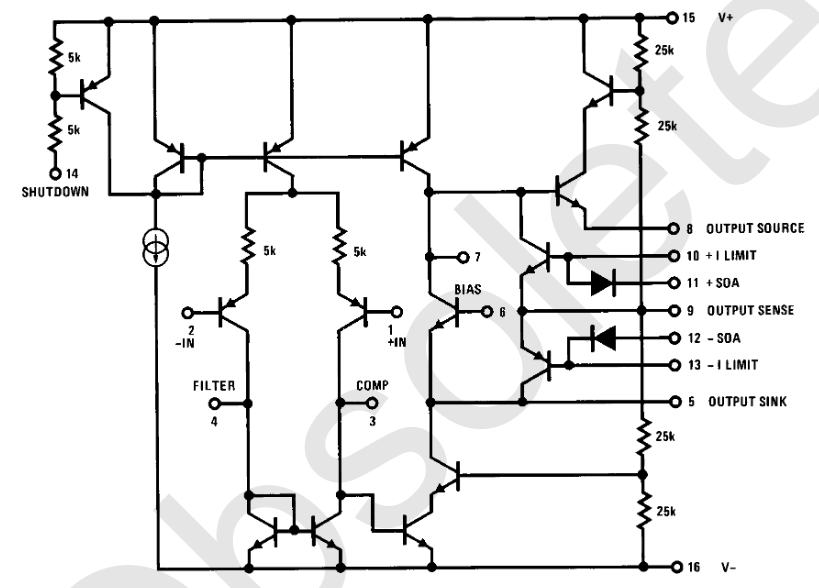 15 V+
5k
25k
5k
25k
14
SHUTDOWN
8 OUTPUT SOURCE
5k
5k
7
10 + I LIMIT
11 + SOA
BIAS
6
9 OUTPUT SENSE
2
-IN
1
+IN
12 - SOA
13 - I LIMIT
FILTER
4
COMP
3
5 OUTPUT SINK
25k
25k
16 V-
obsolete